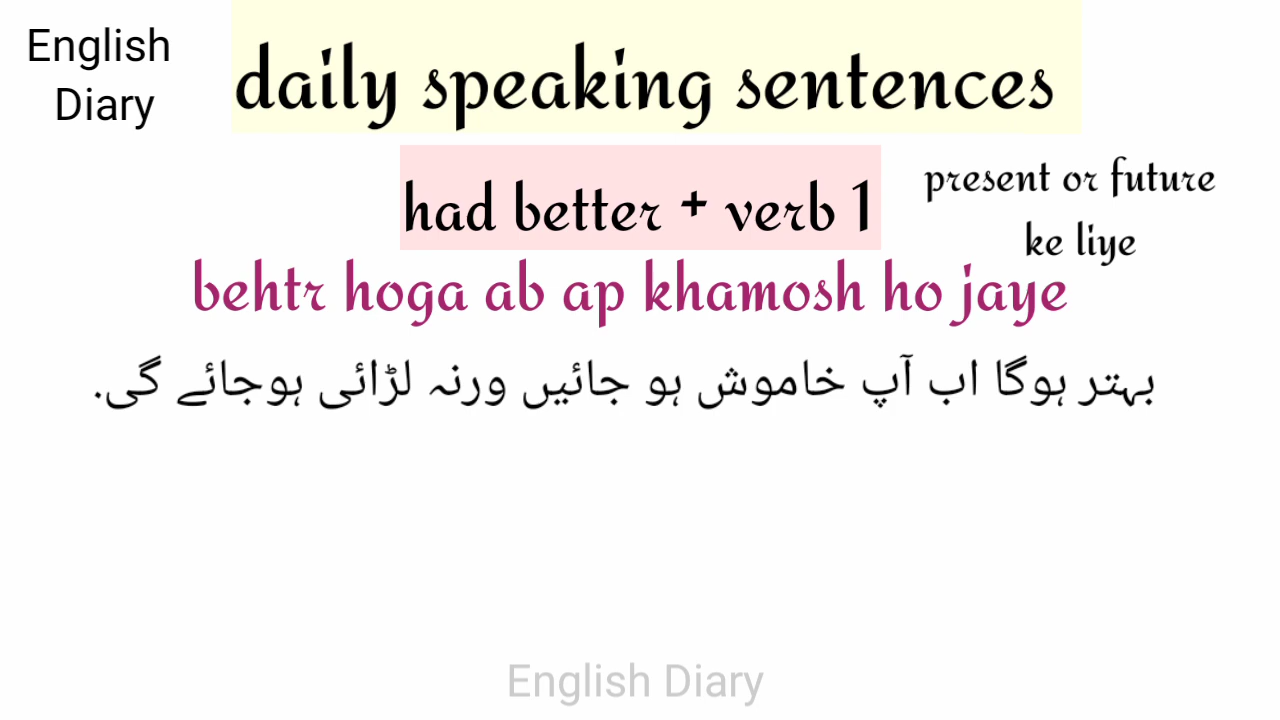 English
Diary
daily speaking sentences
had better + verb 1
present or future
ke liye
behtr hoga ab ap khamosh ho jaye
بہتر ہوگا اب آپ خاموش ہو جائیں ورنہ لڑائی ہوجائے گی.
English Diary